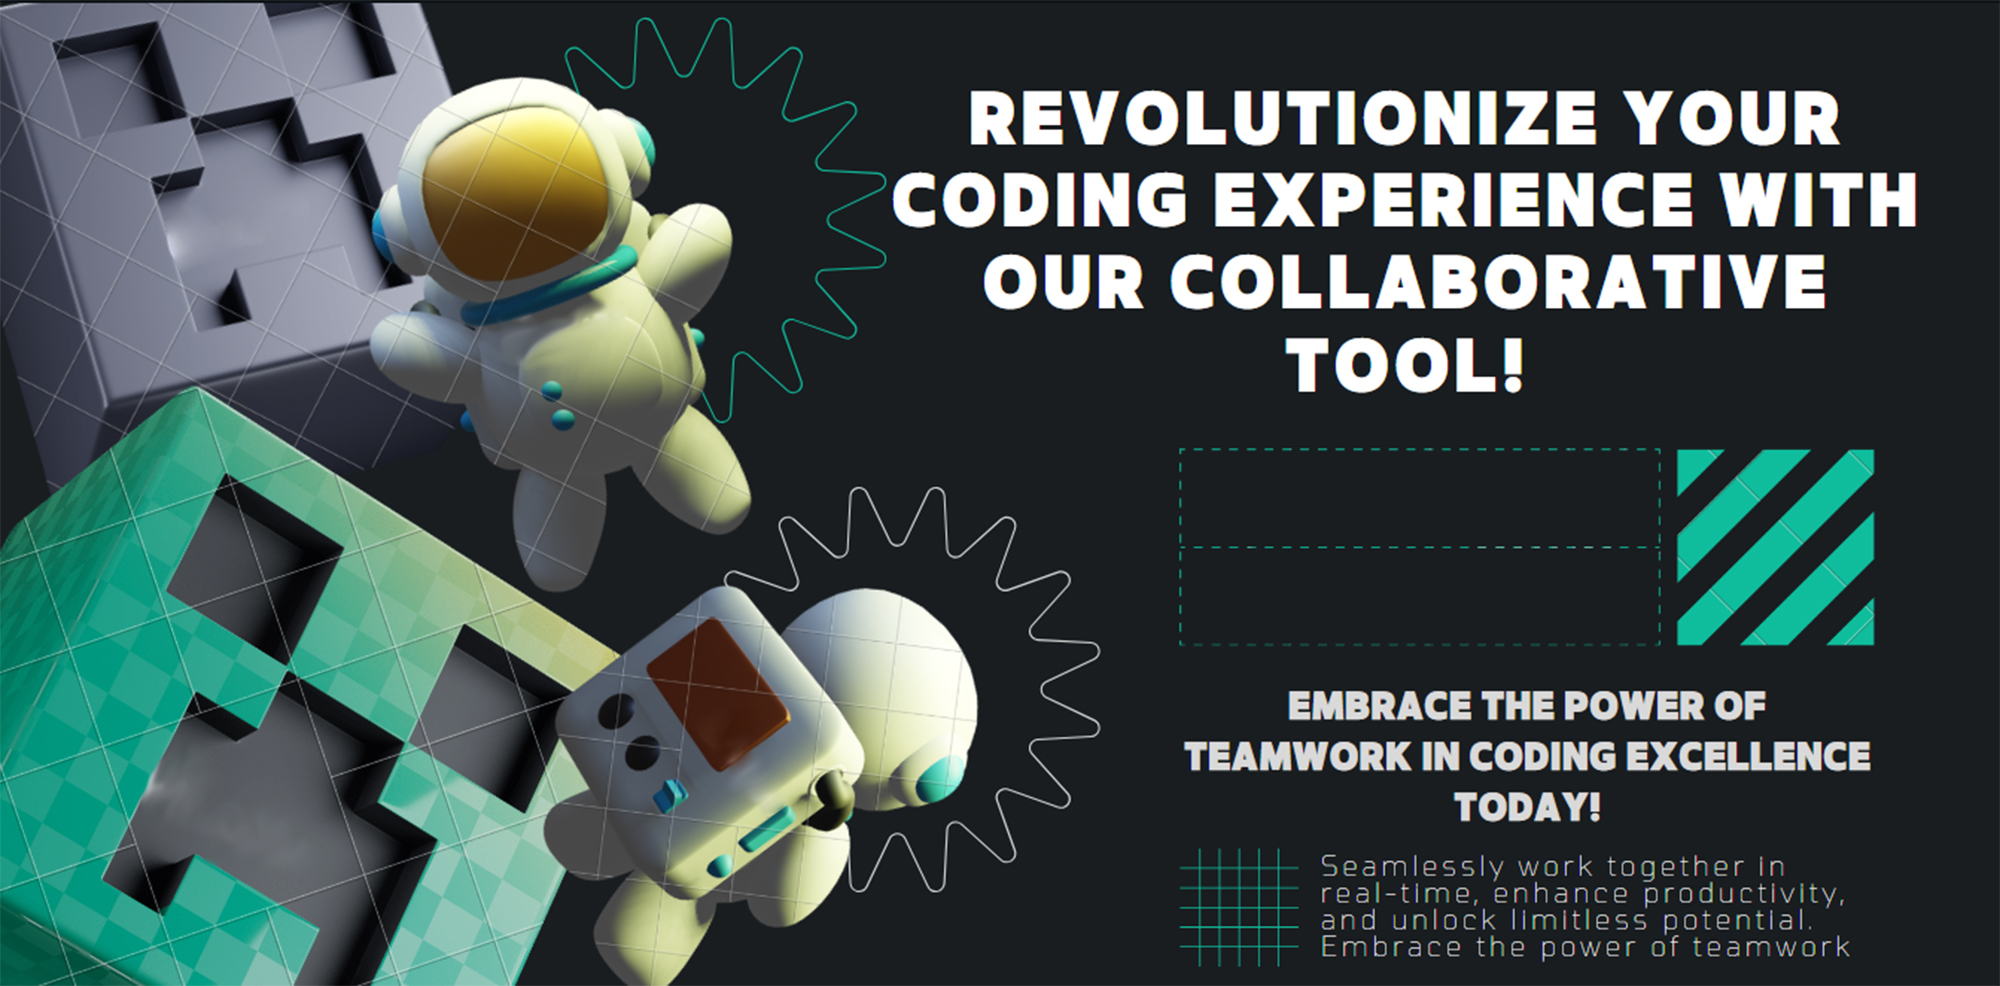 REVOLUTIONIZE YOUR
CODING EXPERIENCE WITH
OUR COLLABORATIVE
TOOL!
EMBRACE THE POWER OF
TEAMWORK IN CODING EXCELLENCE
TODAY!
Seamlessly work together in
real-time, enhance productivity,
and unlock limitless potential.
Embrace the power of teamwork